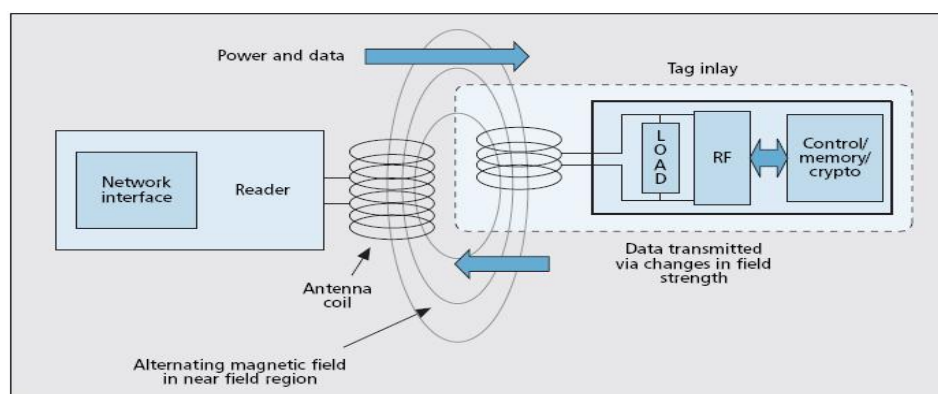 Power and data
Tag inlay
Network
interface
Reader
L
O
A
D
RF
Control/
memory/
crypto
Data transmitted
via changes in field
strength
Antenna
coil
Alternating magnetic field
in near field region